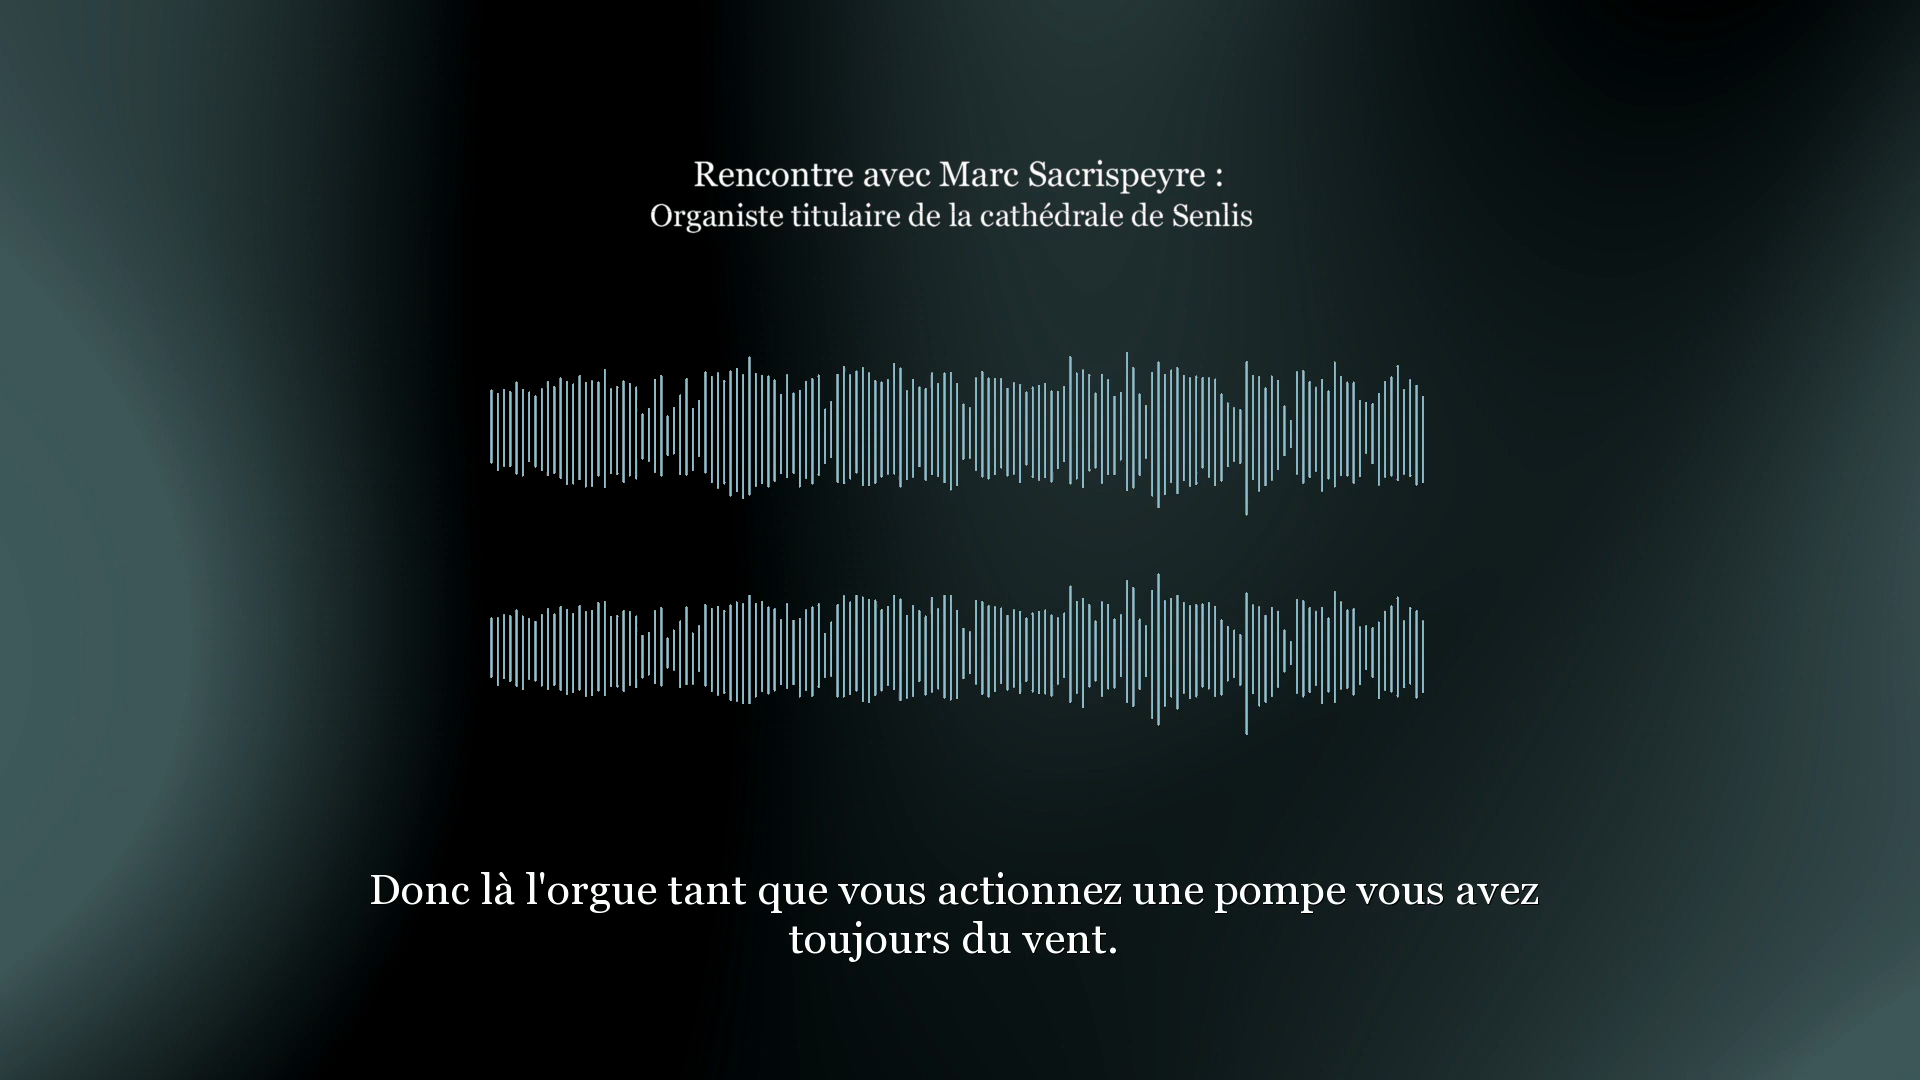 Rencontre avec Marc Sacrispeyre :
Organiste titulaire de la cathédrale de Senlis
Donc là l'orgue tant que vous actionnez une pompe vous avez
toujours du vent.